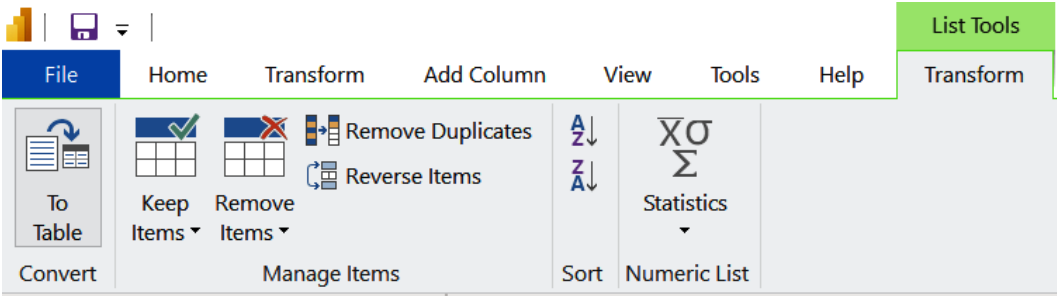 List Tools
File Home Transform Add Column View Tools Help Transform
To Table
Keep Items
Remove Items
Remove Duplicates
Reverse Items
A Z
Z A
X̅σ
Σ
Statistics
Convert Manage Items Sort Numeric List